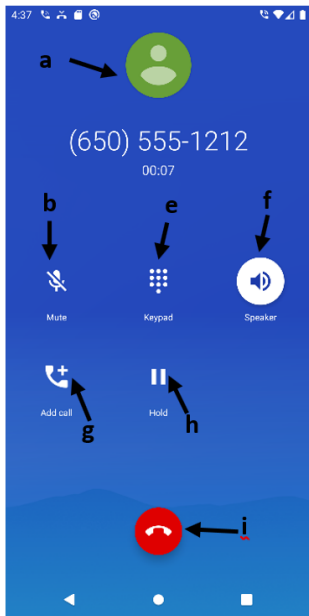 4:37
a
(650) 555-1212
00:07
b e f
Mute Keypad Speaker
Add call Hold
g h
i